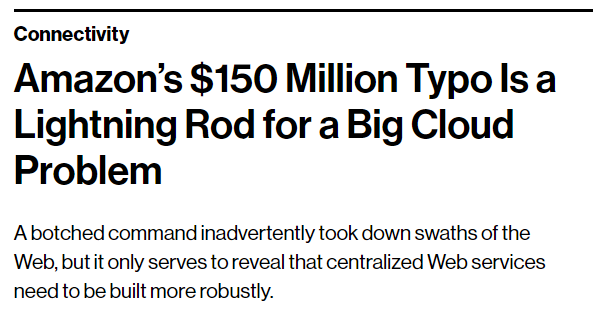 Connectivity
Amazon’s $150 Million Typo Is a
Lightning Rod for a Big Cloud
Problem
A botched command inadvertently took down swaths of the
Web, but it only serves to reveal that centralized Web services
need to be built more robustly.